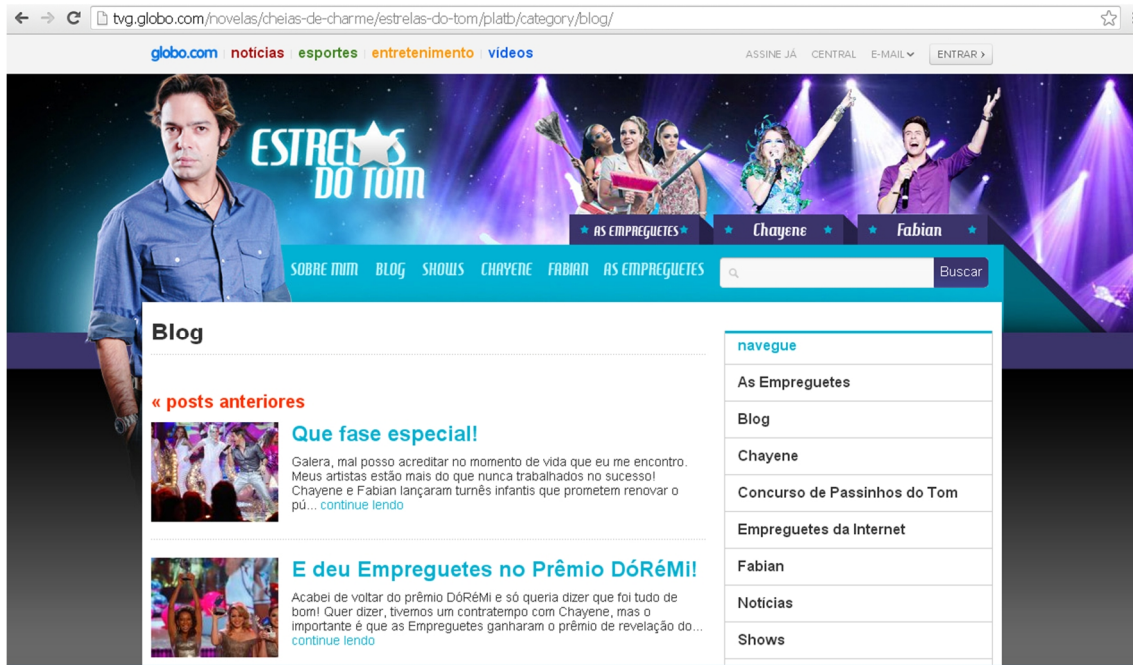 tvg.globo.com/novelas/cheias-de-charme/estrelas-do-tom/platb/category/blog/
globo.com notícias esportes entretenimento vídeos
ASSINE JÁ CENTRAL E-MAIL ENTRAR ›
ESTRELAS
DO TOM
AS EMPREGUETES Chayene Fabian
SOBRE MIM BLOG SHOWS CHAYENE FABIAN AS EMPREGUETES
Buscar
Blog
« posts anteriores
Que fase especial!
Galera, mal posso acreditar no momento de vida que eu me encontro.
Meus artistas estão mais do que nunca trabalhados no sucesso!
Chayene e Fabian lançaram turnês infantis que prometem renovar o
pú... continue lendo
E deu Empreguetes no Prêmio DóRéMi!
Acabei de voltar do prêmio DóRéMi e só queria dizer que foi tudo de
bom! Quer dizer, tivemos um contratempo com Chayene, mas o
importante é que as Empreguetes ganharam o prêmio de revelação do...
continue lendo
navegue
As Empreguetes
Blog
Chayene
Concurso de Passinhos do Tom
Empreguetes da Internet
Fabian
Notícias
Shows